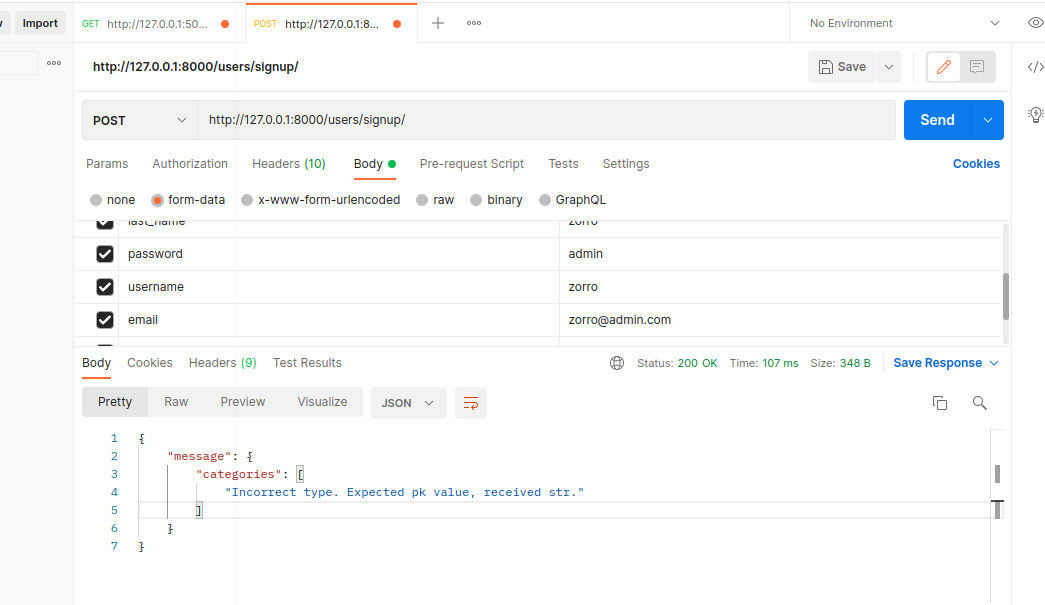 Import
GET http://127.0.0.1:50...
POST http://127.0.0.1:8...
No Environment
http://127.0.0.1:8000/users/signup/
Save
POST
http://127.0.0.1:8000/users/signup/
Send
Params Authorization Headers (10) Body Pre-request Script Tests Settings Cookies
none form-data x-www-form-urlencoded raw binary GraphQL
last_name zorro
password admin
username zorro
email zorro@admin.com
Body Cookies Headers (9) Test Results Status: 200 OK Time: 107 ms Size: 348 B Save Response
Pretty Raw Preview Visualize JSON
1 {
2 "message": {
3 "categories": [
4 "Incorrect type. Expected pk value, received str."
5 ]
6 }
7 }